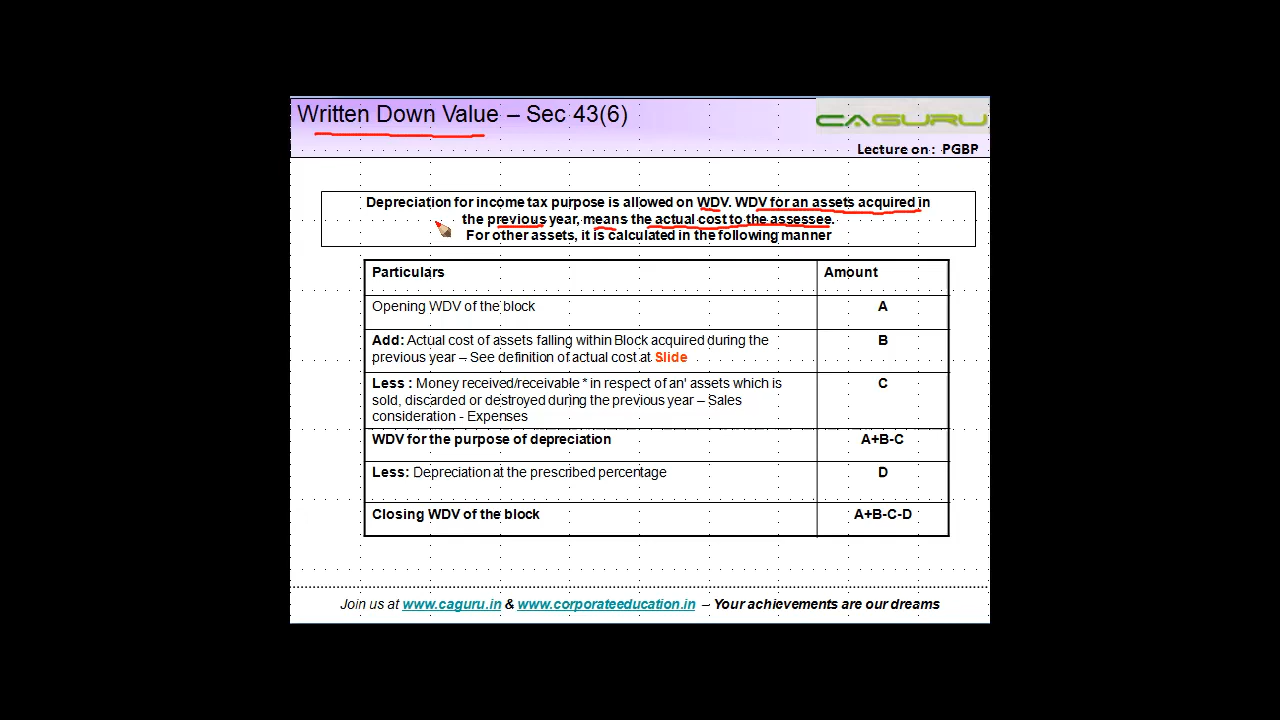 Written Down Value – Sec 43(6)
CAGURU
Lecture on : PGBP
Depreciation for income tax purpose is allowed on WDV. WDV for an assets acquired in
the previous year, means the actual cost to the assessee.
For other assets, it is calculated in the following manner
Particulars Amount
Opening WDV of the block A
Add: Actual cost of assets falling within Block acquired during the B
previous year – See definition of actual cost at Slide
Less : Money received/receivable * in respect of an' assets which is C
sold, discarded or destroyed during the previous year – Sales
consideration - Expenses
WDV for the purpose of depreciation A+B-C
Less: Depreciation at the prescribed percentage D
Closing WDV of the block A+B-C-D
Join us at www.caguru.in & www.corporateeducation.in – Your achievements are our dreams